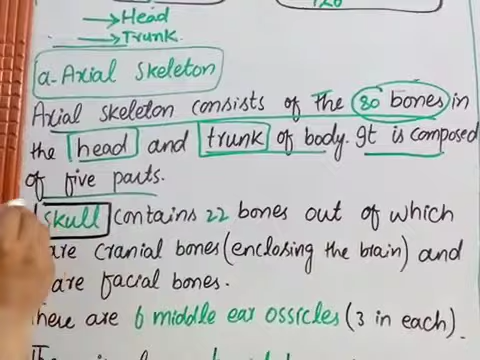 →Head
→Trunk
a-Axial Skeleton
Axial skeleton consists of the 80 bones in
the head and trunk of body. It is composed
of five parts.
skull contains 22 bones out of which
are cranial bones (enclosing the brain) and
are facial bones.
here are 6 middle ear ossicles (3 in each).